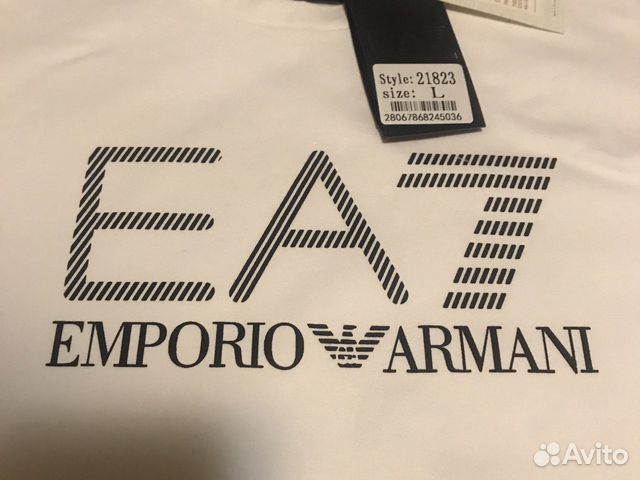 Style: 21823
size: L
28067868245036
EA7
EMPORIO ARMANI
Avito